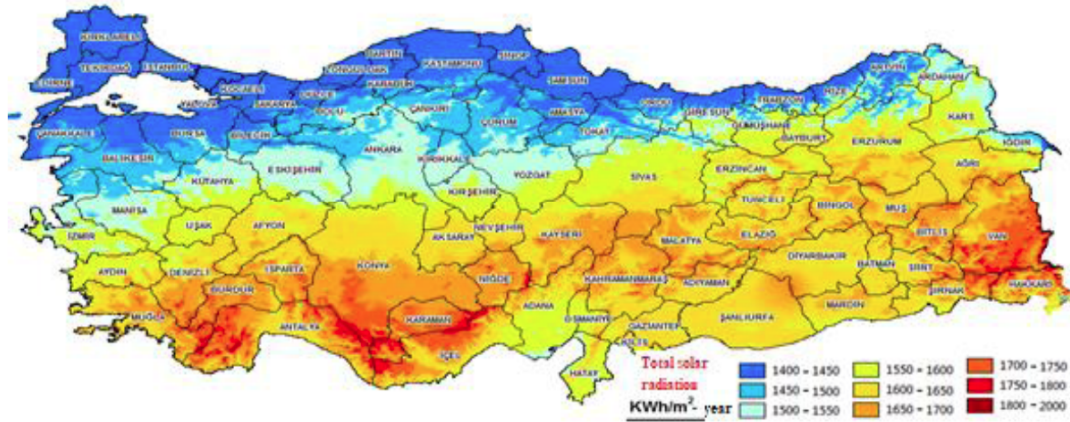 KIRKLARELİ
EDİRNE
TEKİRDAĞ
İSTANBUL
KOCAELİ
YALOVA
SAKARYA
DÜZCE
BOLU
ZONGULDAK
BARTIN
KARABÜK
KASTAMONU
SİNOP
SAMSUN
ÇANKIRI
ÇORUM
AMASYA
TOKAT
ORDU
GİRESUN
TRABZON
GÜMÜŞHANE
BAYBURT
RİZE
ARTVİN
ARDAHAN
KARS
IĞDIR
AĞRI
ERZURUM
ERZİNCAN
ÇANAKKALE
BALIKESİR
BURSA
BİLECİK
ESKİŞEHİR
KÜTAHYA
ANKARA
KIRIKKALE
KIRŞEHİR
YOZGAT
SİVAS
TUNCELİ
BİNGÖL
MUŞ
BİTLİS
VAN
MANİSA
İZMİR
UŞAK
AFYON
AKSARAY
NEVŞEHİR
KAYSERİ
MALATYA
ELAZIĞ
DİYARBAKIR
BATMAN
SİİRT
ŞIRNAK
HAKKARİ
AYDIN
DENİZLİ
ISPARTA
BURDUR
KONYA
NİĞDE
KAHRAMANMARAŞ
ADIYAMAN
MARDİN
ŞANLIURFA
MUĞLA
ANTALYA
KARAMAN
İÇEL
ADANA
OSMANİYE
GAZİANTEP
KİLİS
HATAY
Total solar
radiation
KWh/m²- year
1400 – 1450
1450 – 1500
1500 – 1550
1550 – 1600
1600 – 1650
1650 – 1700
1700 – 1750
1750 – 1800
1800 – 2000